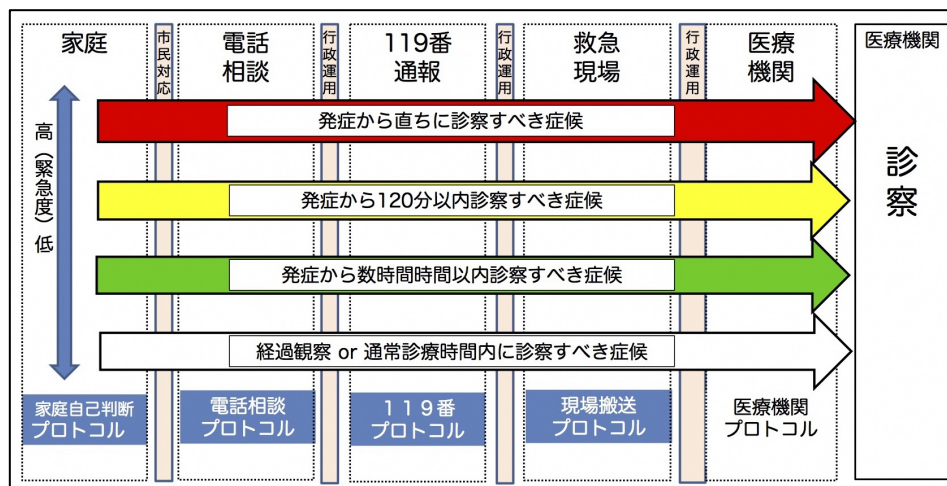 家庭
市民対応
電話
相談
行政運用
119番
通報
行政運用
救急
現場
行政運用
医療
機関
医療機関
高（緊急度）低
発症から直ちに診察すべき症候
発症から120分以内診察すべき症候
発症から数時間時間以内診察すべき症候
経過観察 or 通常診療時間内に診察すべき症候
診察
家庭自己判断
プロトコル
電話相談
プロトコル
１１９番
プロトコル
現場搬送
プロトコル
医療機関
プロトコル